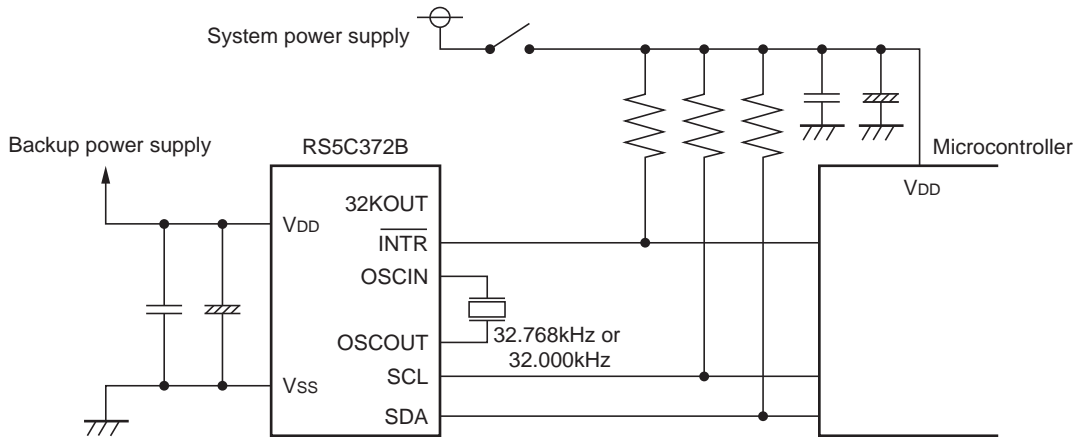 System power supply
Backup power supply
RS5C372B
Microcontroller
VDD
32KOUT
VDD
INTR
OSCIN
OSCOUT
32.768kHz or
32.000kHz
SCL
VSS
SDA